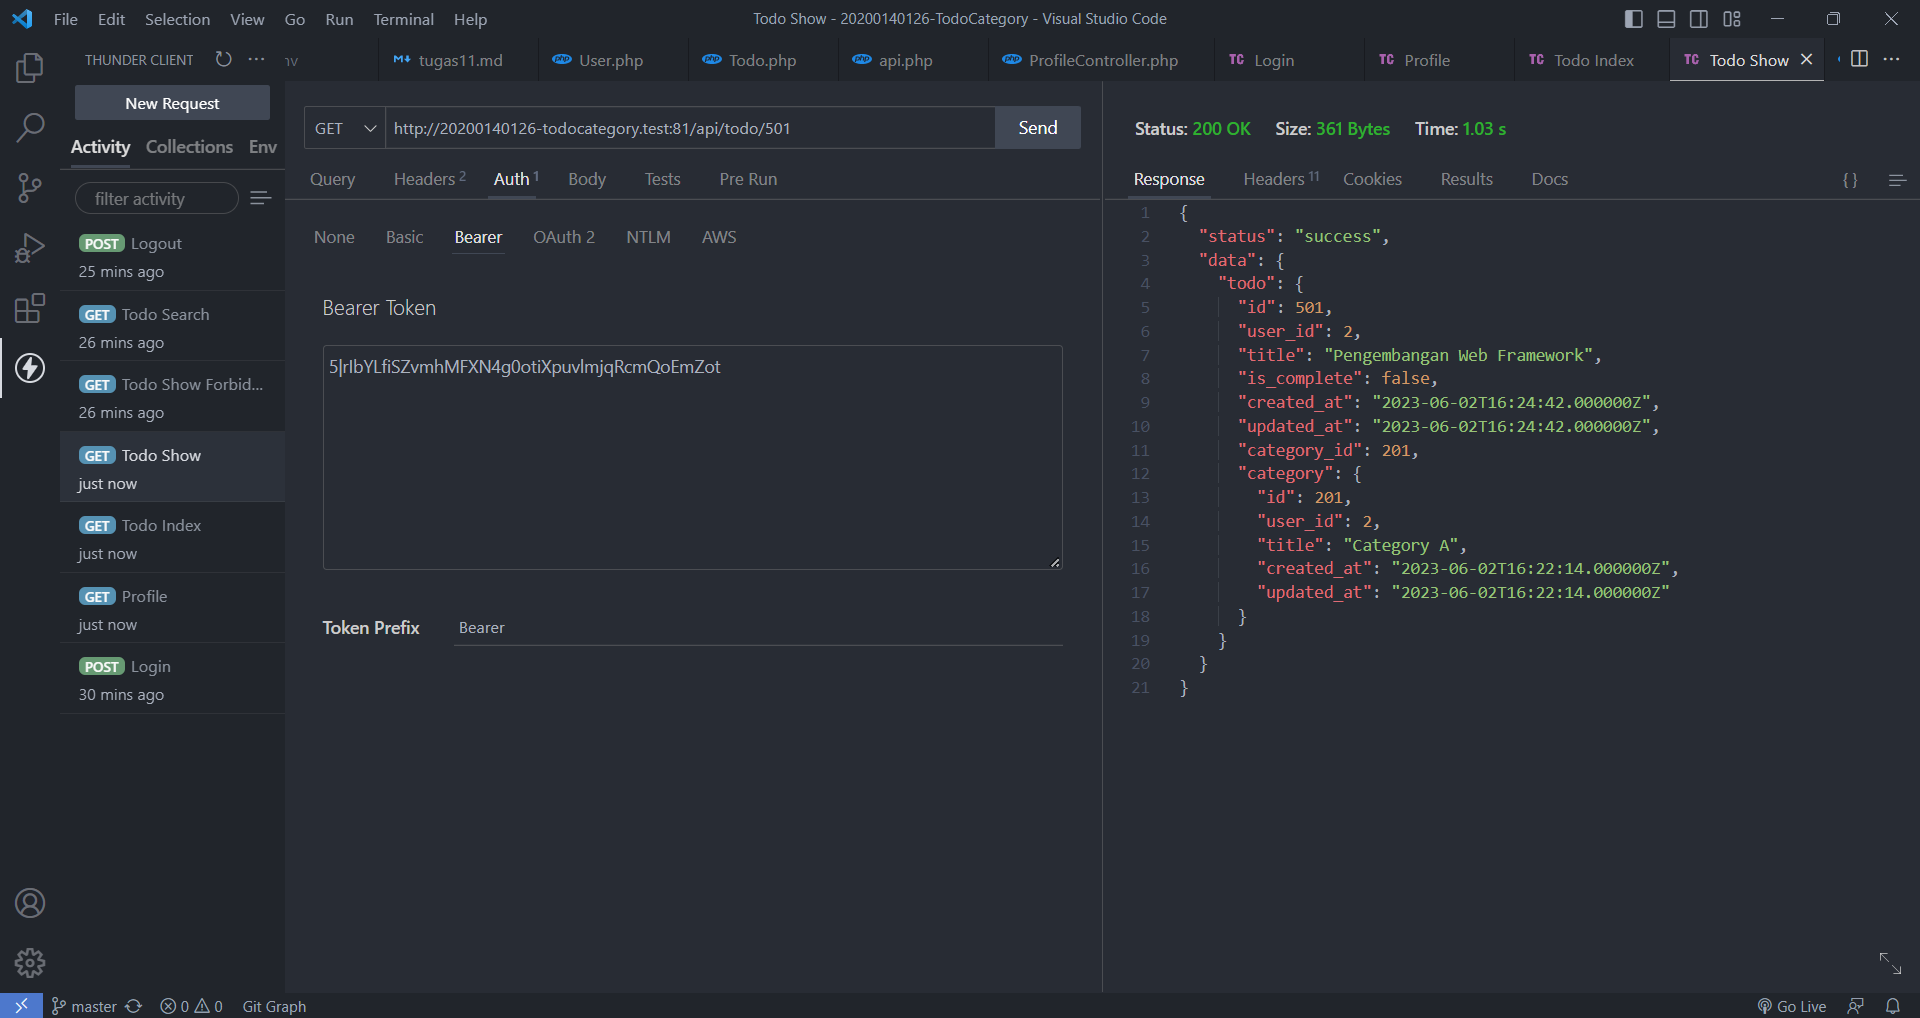 File Edit Selection View Go Run Terminal Help
Todo Show - 20200140126-TodoCategory - Visual Studio Code
THUNDER CLIENT
tugas11.md
User.php
Todo.php
api.php
ProfileController.php
TC Login
TC Profile
TC Todo Index
TC Todo Show
New Request
Activity Collections Env
filter activity
POST Logout
25 mins ago
GET Todo Search
26 mins ago
GET Todo Show Forbid...
26 mins ago
GET Todo Show
just now
GET Todo Index
just now
GET Profile
just now
POST Login
30 mins ago
GET http://20200140126-todocategory.test:81/api/todo/501 Send
Query Headers 2 Auth 1 Body Tests Pre Run
None Basic Bearer OAuth 2 NTLM AWS
Bearer Token
Token Prefix Bearer
Status: 200 OK Size: 361 Bytes Time: 1.03 s
Response Headers 11 Cookies Results Docs { }
1 {
2 "status": "success",
3 "data": {
4 "todo": {
5 "id": 501,
6 "user_id": 2,
7 "title": "Pengembangan Web Framework",
8 "is_complete": false,
9 "created_at": "2023-06-02T16:24:42.000000Z",
10 "updated_at": "2023-06-02T16:24:42.000000Z",
11 "category_id": 201,
12 "category": {
13 "id": 201,
14 "user_id": 2,
15 "title": "Category A",
16 "created_at": "2023-06-02T16:22:14.000000Z",
17 "updated_at": "2023-06-02T16:22:14.000000Z"
18 }
19 }
20 }
21 }
master 0 0 Git Graph
Go Live